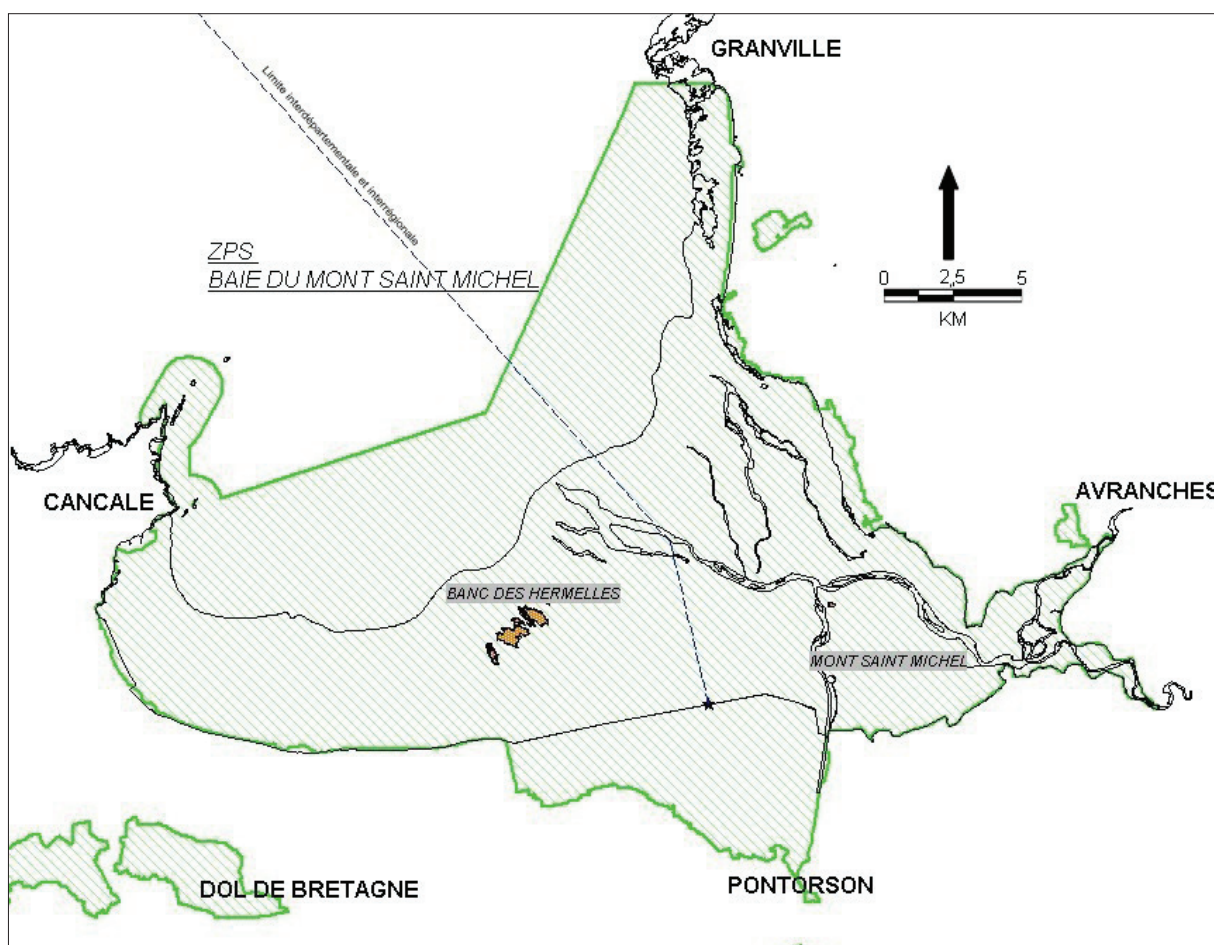 GRANVILLE
Limite interdépartementale et interrégionale
ZPS
BAIE DU MONT SAINT MICHEL
0 2,5 5
KM
CANCALE
AVRANCHES
BANC DES HERMELLES
MONT SAINT MICHEL
DOL DE BRETAGNE
PONTORSON